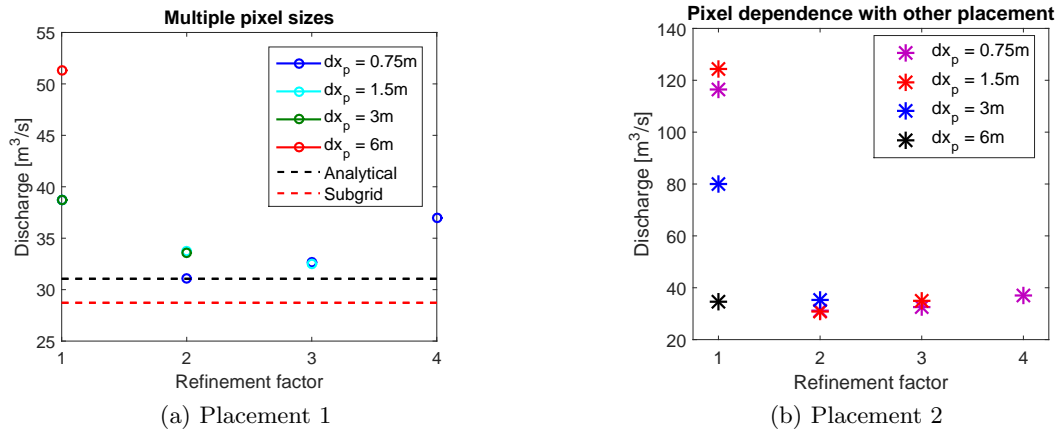 Multiple pixel sizes
55
50
45
40
35
30
25
Discharge [m³/s]
dx_p = 0.75m
dx_p = 1.5m
dx_p = 3m
dx_p = 6m
Analytical
Subgrid
1 2 3 4
Refinement factor
(a) Placement 1
Pixel dependence with other placement
140
120
100
80
60
40
20
Discharge [m³/s]
dx_p = 0.75m
dx_p = 1.5m
dx_p = 3m
dx_p = 6m
1 2 3 4
Refinement factor
(b) Placement 2